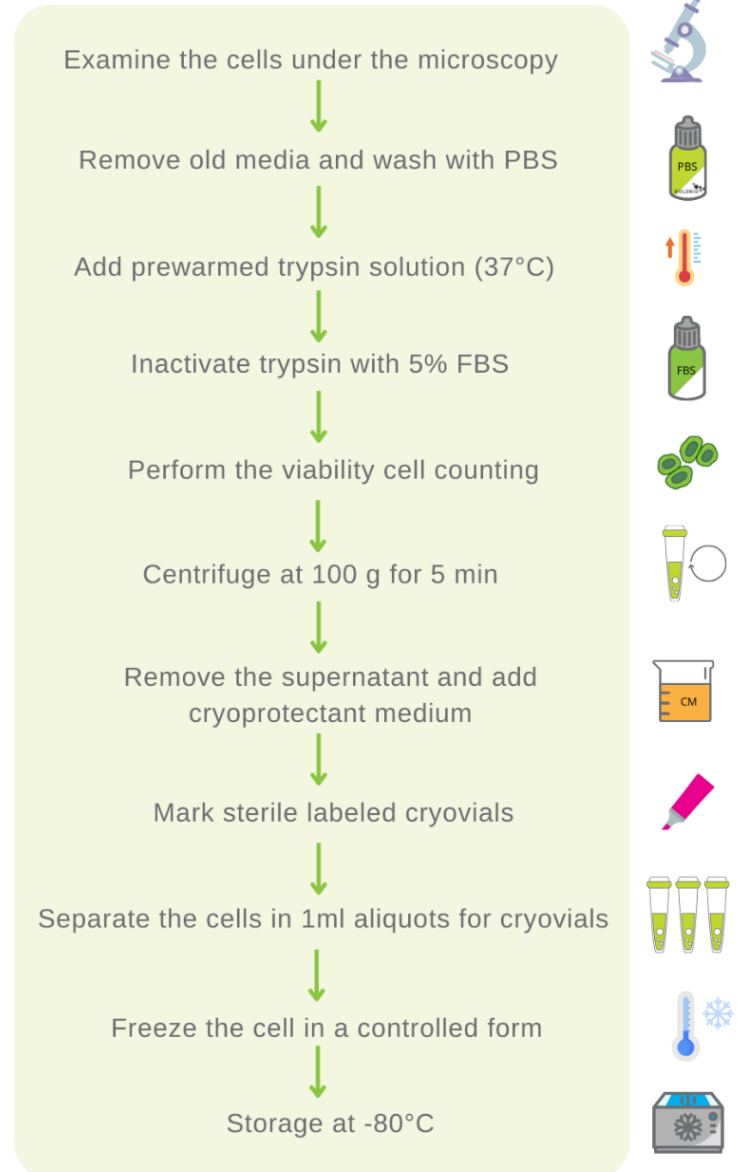 Examine the cells under the microscopy
Remove old media and wash with PBS
PBS
Add prewarmed trypsin solution (37°C)
Inactivate trypsin with 5% FBS
FBS
Perform the viability cell counting
Centrifuge at 100 g for 5 min
Remove the supernatant and add
cryoprotectant medium
CM
Mark sterile labeled cryovials
Separate the cells in 1ml aliquots for cryovials
Freeze the cell in a controlled form
Storage at -80°C